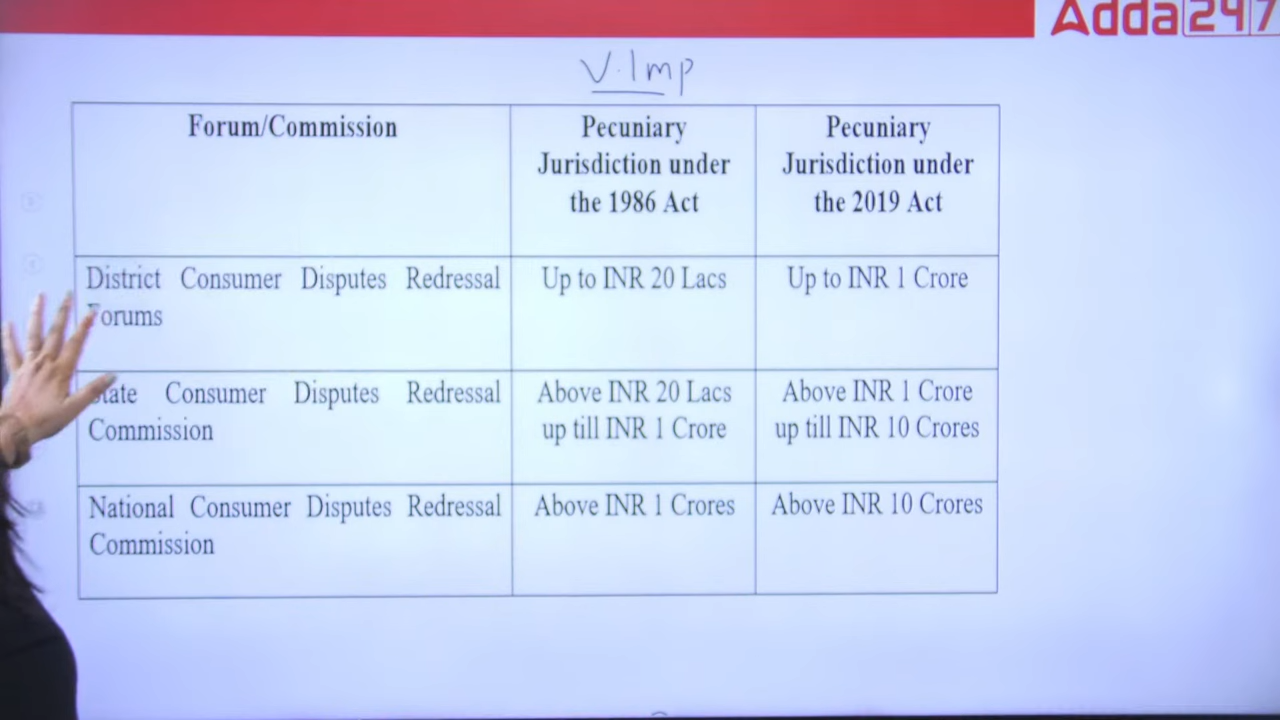 Adda247
V.Imp
Forum/Commission
Pecuniary
Jurisdiction under
the 1986 Act
Pecuniary
Jurisdiction under
the 2019 Act
District Consumer Disputes Redressal
Forums
Up to INR 20 Lacs
Up to INR 1 Crore
State Consumer Disputes Redressal
Commission
Above INR 20 Lacs
up till INR 1 Crore
Above INR 1 Crore
up till INR 10 Crores
National Consumer Disputes Redressal
Commission
Above INR 1 Crores
Above INR 10 Crores